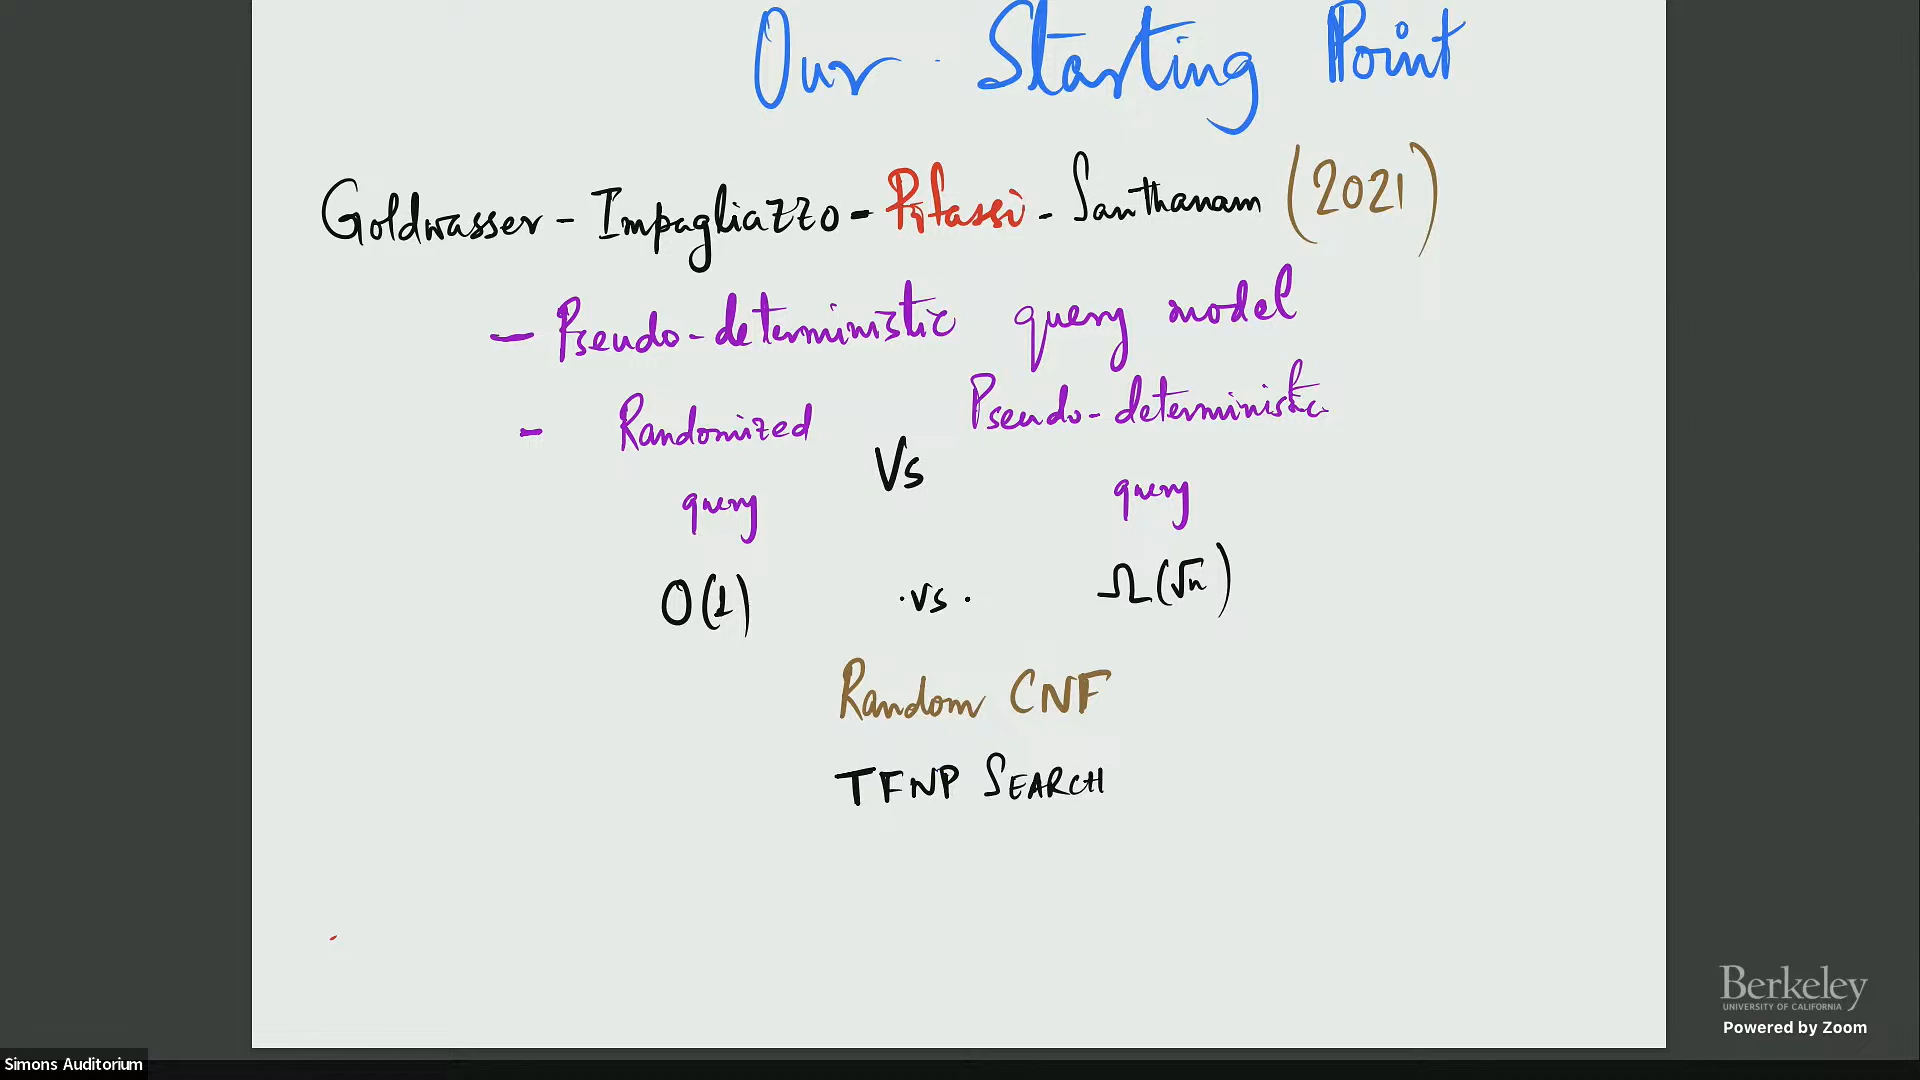 Our Starting Point
Goldwasser - Impagliazzo - Pitassi - Santhanam (2021)
- Pseudo-deterministic query model
- Randomized Vs Pseudo-deterministic
query query
O(1) vs Ω(√n)
Random CNF
TFNP SEARCH
Berkeley
UNIVERSITY OF CALIFORNIA
Powered by Zoom
Simons Auditorium